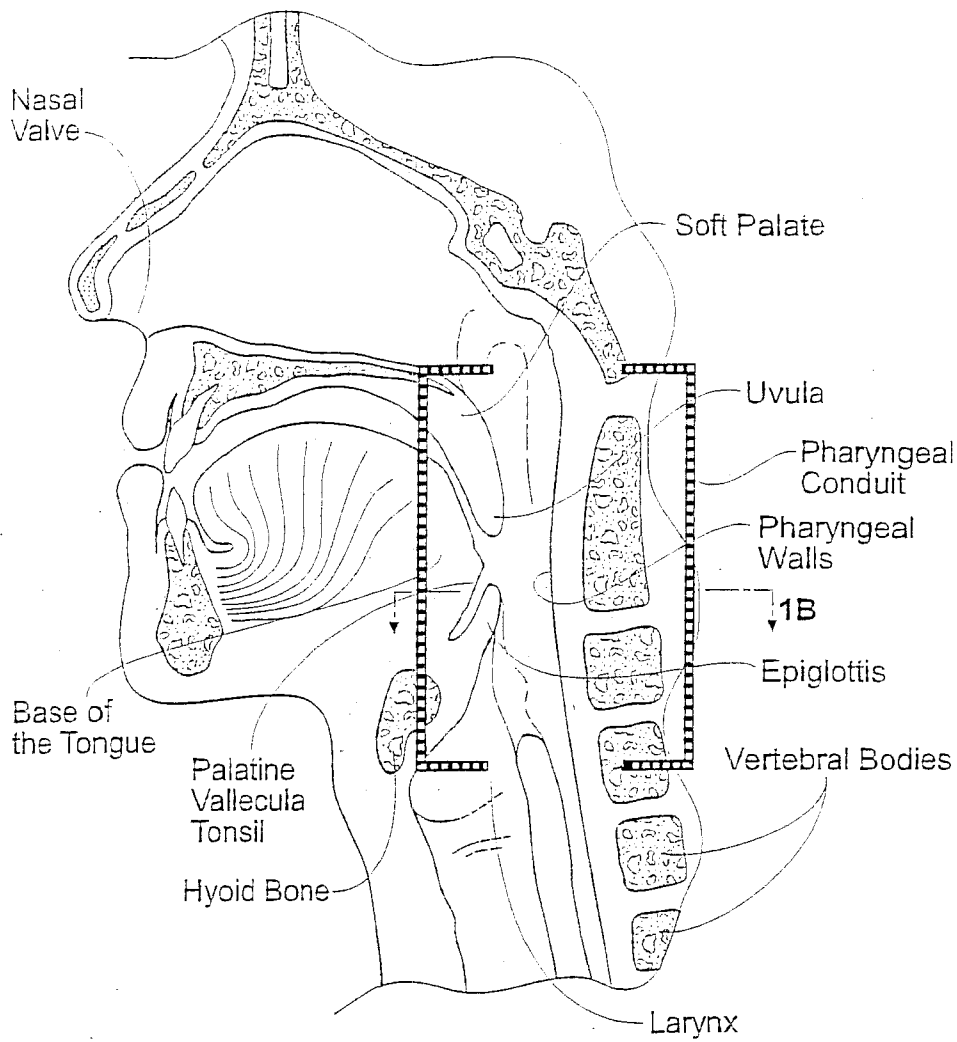 Nasal
Valve
Soft Palate
Uvula
Pharyngeal
Conduit
Pharyngeal
Walls
1B
Epiglottis
Base of
the Tongue
Palatine
Vallecula
Tonsil
Vertebral Bodies
Hyoid Bone
Larynx